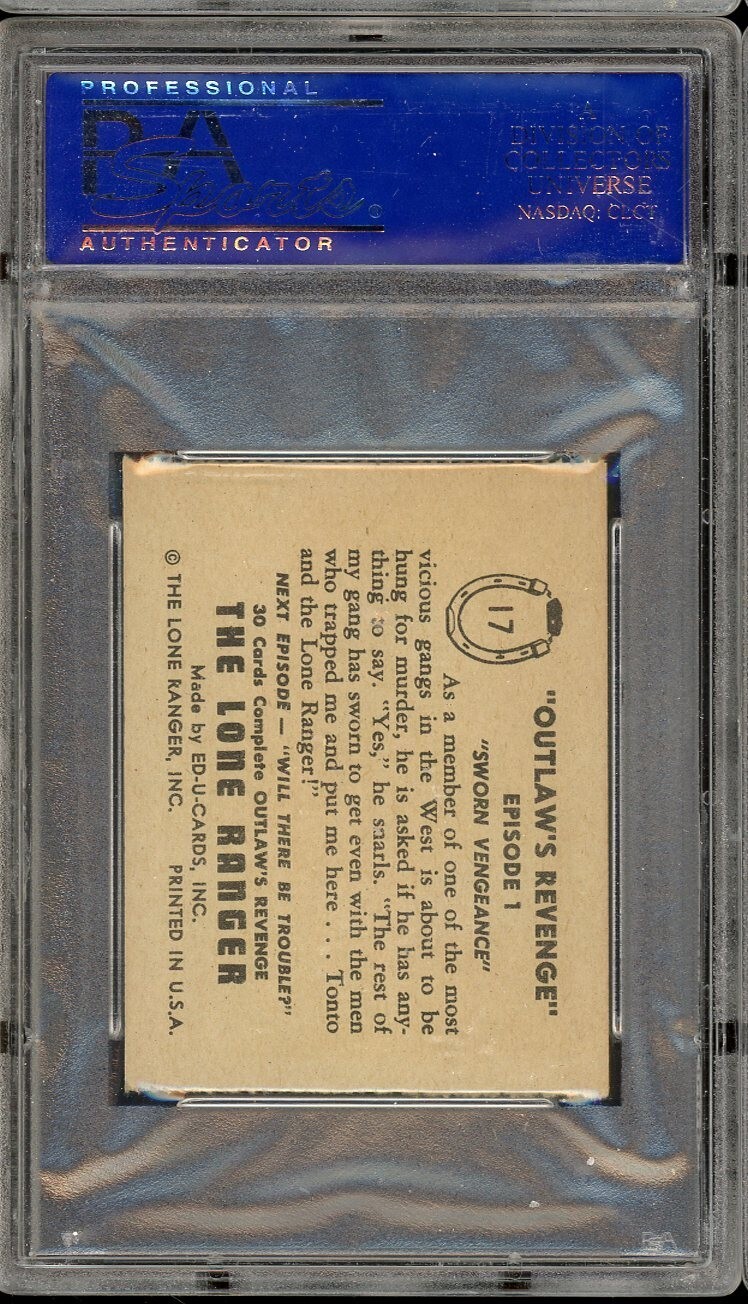 PROFESSIONAL
PSA
Sports®
AUTHENTICATOR
A
DIVISION OF
COLLECTORS
UNIVERSE
NASDAQ: CLCT
17
"OUTLAW'S REVENGE"
EPISODE 1
"SWORN VENGEANCE"
As a member of one of the most
vicious gangs in the West is about to be
hung for murder, he is asked if he has any-
thing to say. "Yes," he snarls. "The rest of
my gang has sworn to get even with the men
who trapped me and put me here . . . Tonto
and the Lone Ranger!"
NEXT EPISODE — "WILL THERE BE TROUBLE?"
30 Cards Complete OUTLAW'S REVENGE
THE LONE RANGER
Made by ED-U-CARDS, INC.
© THE LONE RANGER, INC. PRINTED IN U.S.A.
PSA